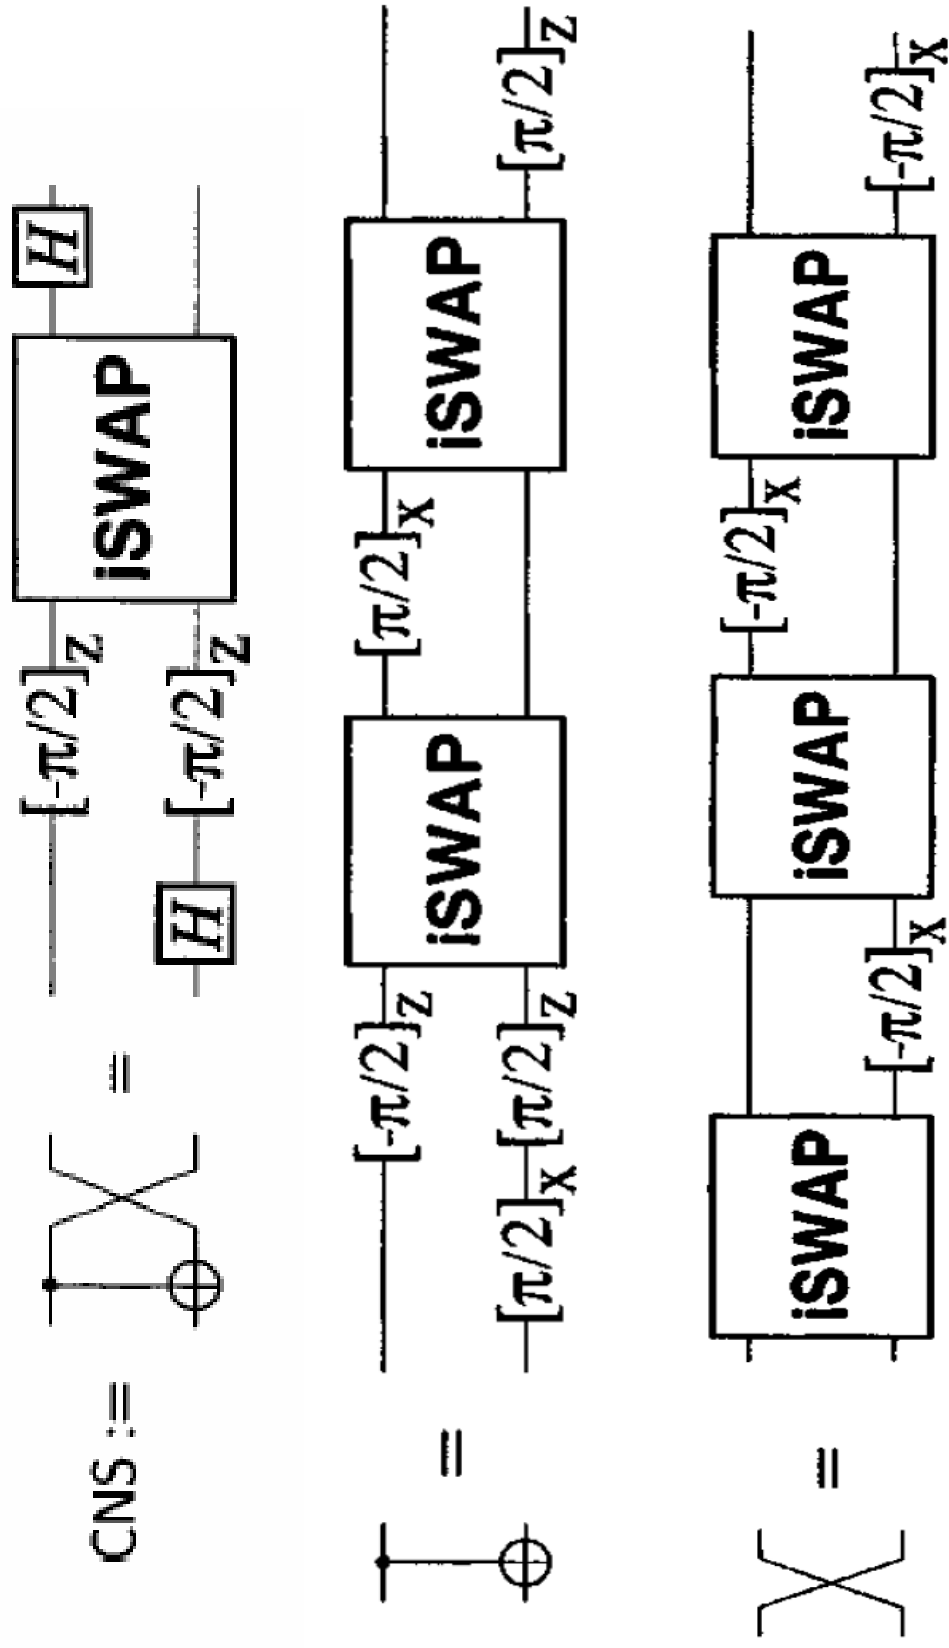 CNS := = H [-π/2]z [-π/2]z iSWAP H
= [-π/2]z [π/2]x [π/2]z iSWAP [π/2]x iSWAP [π/2]z
= iSWAP [-π/2]x iSWAP [-π/2]x iSWAP [-π/2]x